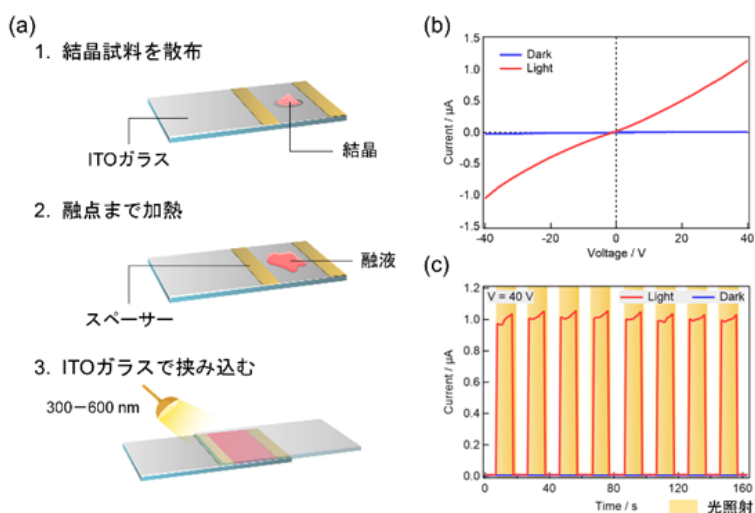 (a)
1. 結晶試料を散布
ITOガラス
結晶
2. 融点まで加熱
融液
スペーサー
3. ITOガラスで挟み込む
300−600 nm
(b)
1.5
1.0
0.5
0.0
-0.5
-1.0
-1.5
Current / μA
Dark
Light
-40
-20
0
20
40
Voltage / V
(c)
1.2
1.0
0.8
0.6
0.4
0.2
0.0
Current / μA
V = 40 V
Light
Dark
0
40
80
120
160
Time / s
光照射